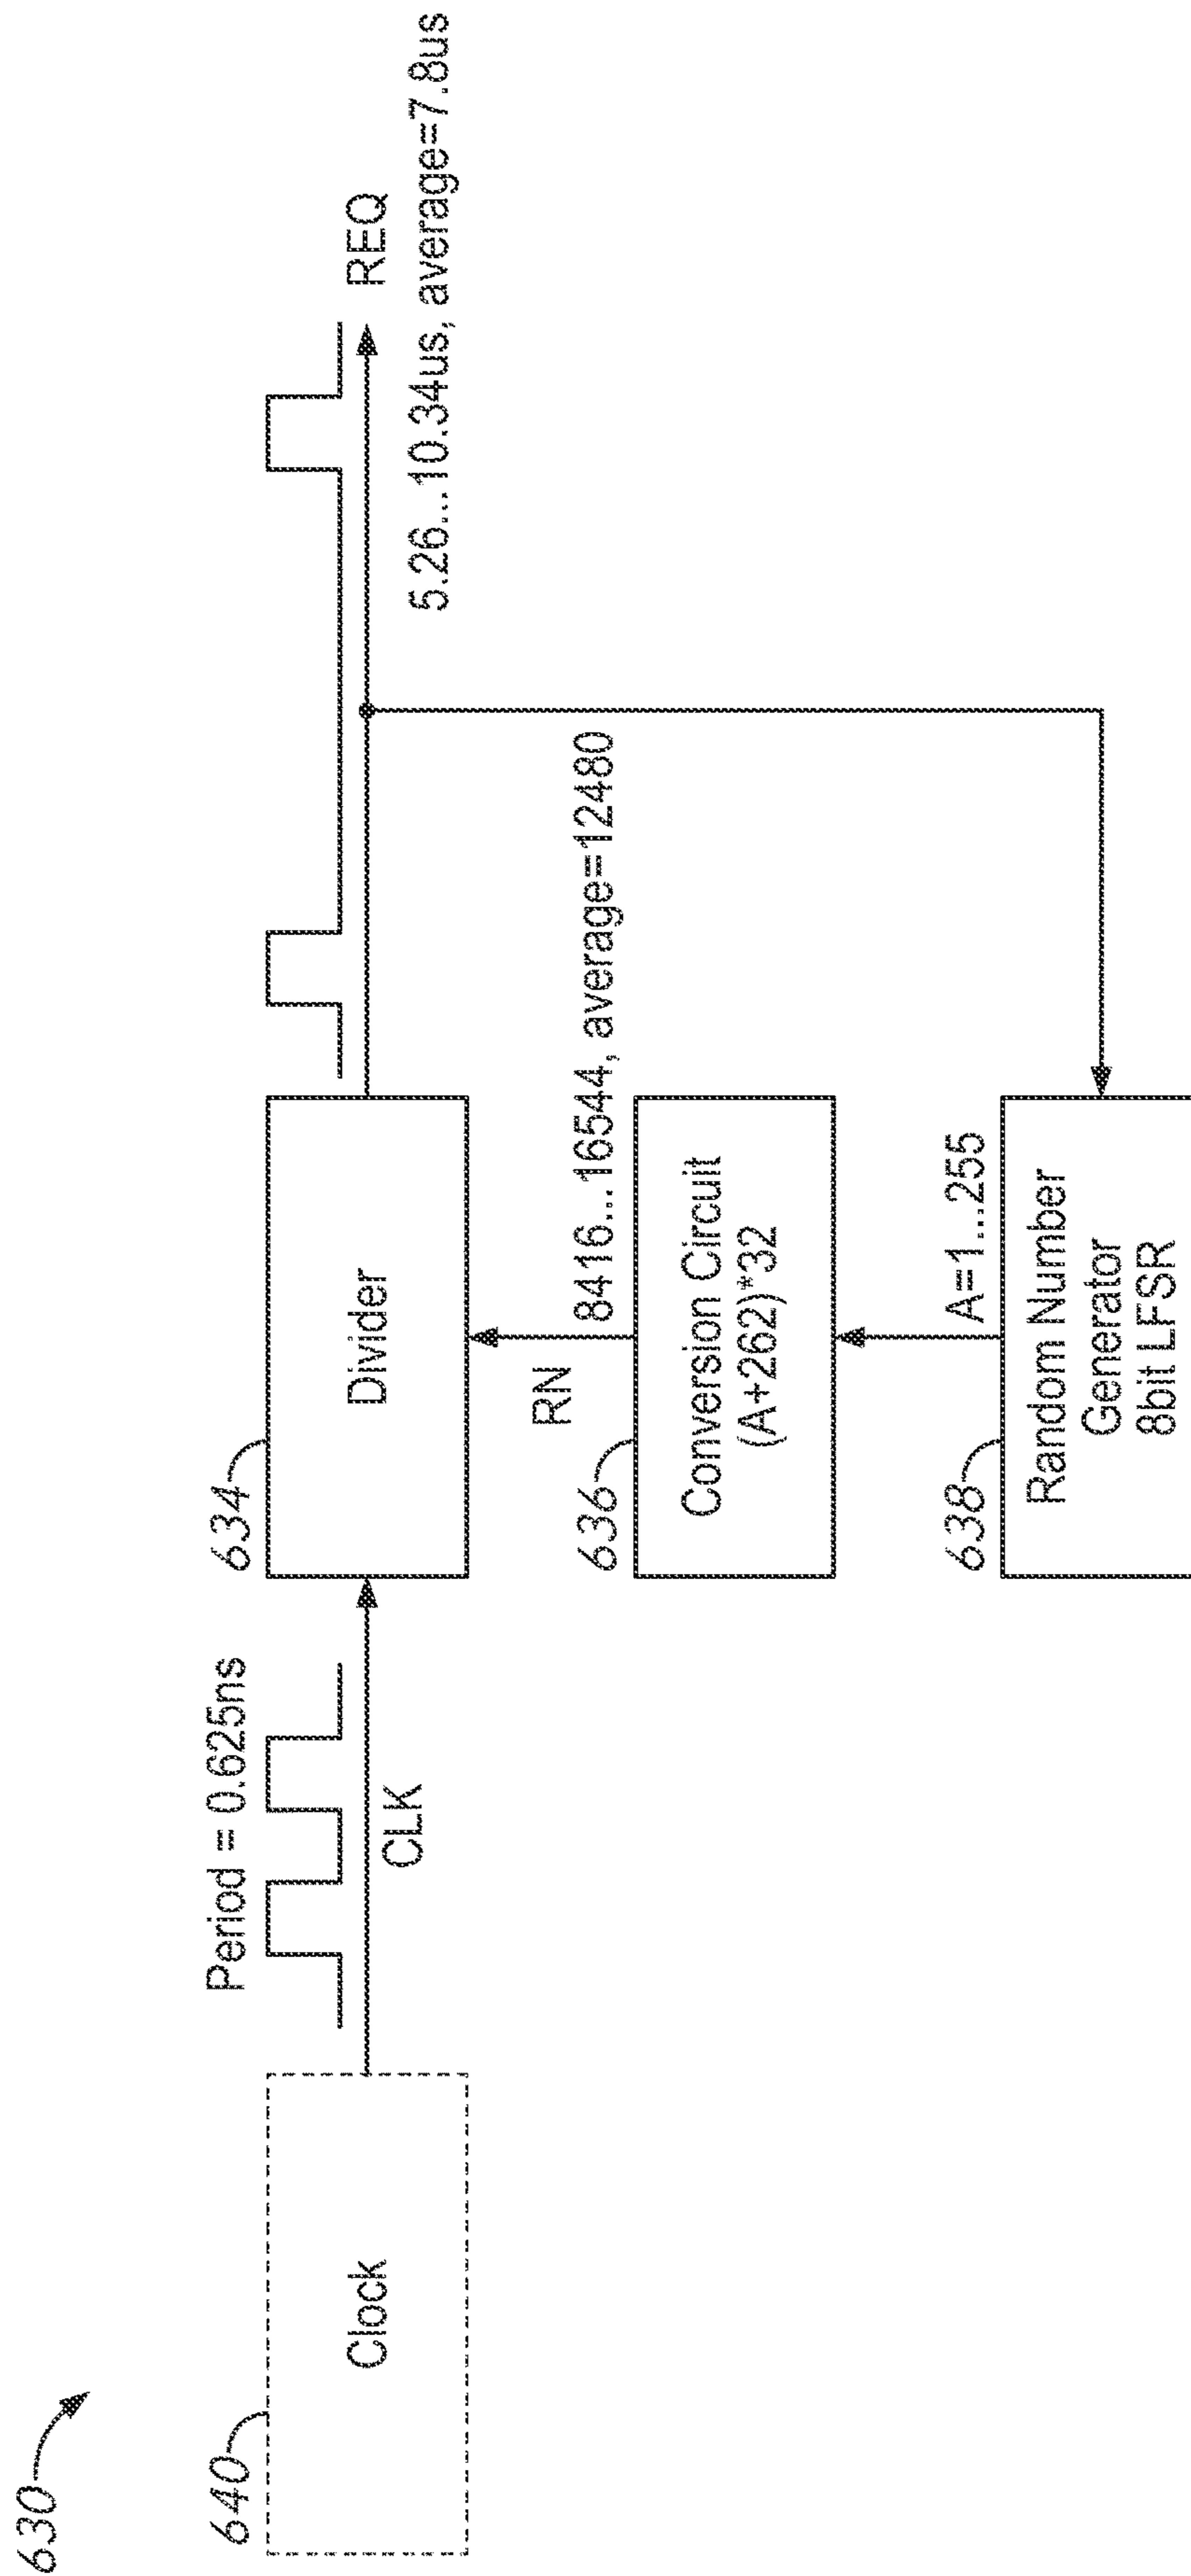 630
640
Clock
Period = 0.625ns
CLK
634
Divider
REQ
5.26...10.34us, average=7.8us
RN
8416...16544, average=12480
636
Conversion Circuit
(A+262)*32
A=1...255
638
Random Number
Generator
8bit LFSR